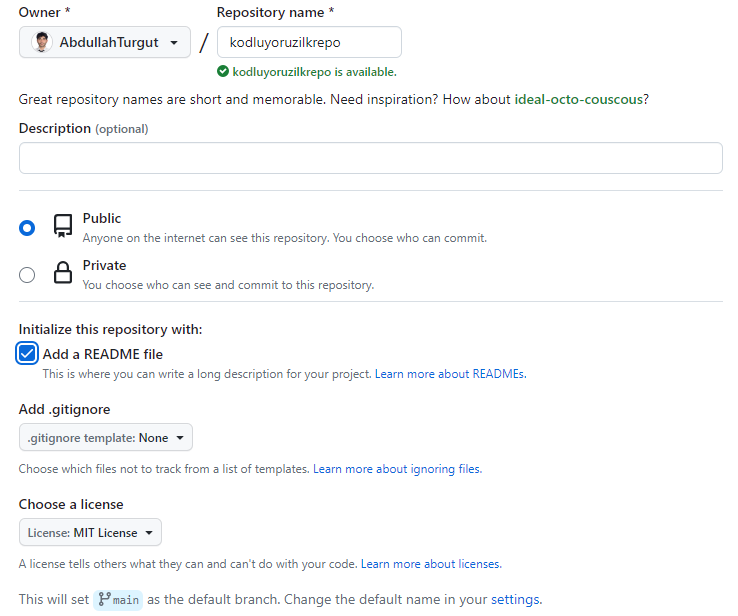 Owner * Repository name *
AbdullahTurgut / kodluyoruzilkrepo
kodluyoruzilkrepo is available.
Great repository names are short and memorable. Need inspiration? How about ideal-octo-couscous?
Description (optional)
Public
Anyone on the internet can see this repository. You choose who can commit.
Private
You choose who can see and commit to this repository.
Initialize this repository with:
Add a README file
This is where you can write a long description for your project. Learn more about READMEs.
Add .gitignore
.gitignore template: None
Choose which files not to track from a list of templates. Learn more about ignoring files.
Choose a license
License: MIT License
A license tells others what they can and can't do with your code. Learn more about licenses.
This will set main as the default branch. Change the default name in your settings.